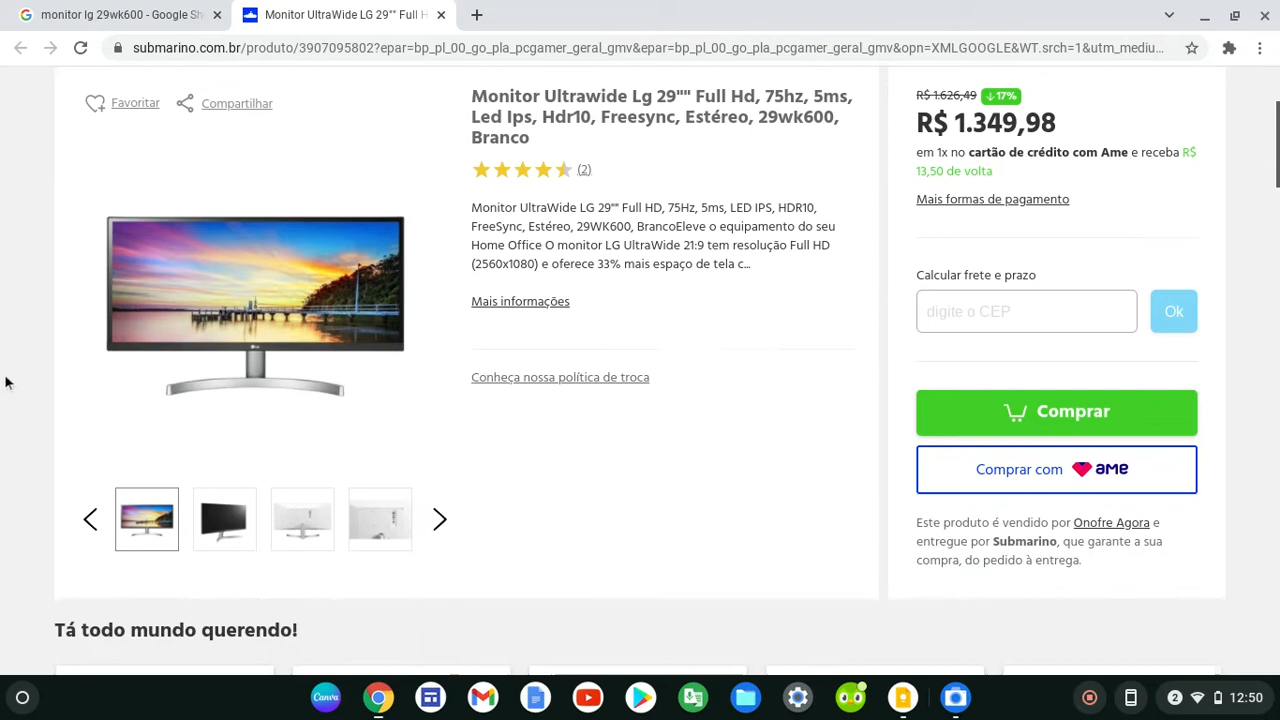 monitor lg 29wk600 - Google Sh
Monitor UltraWide LG 29"" Full H
submarino.com.br/produto/3907095802?epar=bp_pl_00_go_pla_pcgamer_geral_gmv&epar=bp_pl_00_go_pla_pcgamer_geral_gmv&opn=XMLGOOGLE&WT.srch=1&utm_mediu...
Favoritar
Compartilhar
Monitor Ultrawide Lg 29"" Full Hd, 75hz, 5ms,
Led Ips, Hdr10, Freesync, Estéreo, 29wk600,
Branco
(2)
Monitor UltraWide LG 29"" Full HD, 75Hz, 5ms, LED IPS, HDR10,
FreeSync, Estéreo, 29WK600, BrancoEleve o equipamento do seu
Home Office O monitor LG UltraWide 21:9 tem resolução Full HD
(2560x1080) e oferece 33% mais espaço de tela c...
Mais informações
Conheça nossa política de troca
R$ 1.626,49 17%
R$ 1.349,98
em 1x no cartão de crédito com Ame e receba R$
13,50 de volta
Mais formas de pagamento
Calcular frete e prazo
digite o CEP
Ok
Comprar
Comprar com ame
Este produto é vendido por Onofre Agora e
entregue por Submarino, que garante a sua
compra, do pedido à entrega.
Tá todo mundo querendo!
Canva
2
12:50